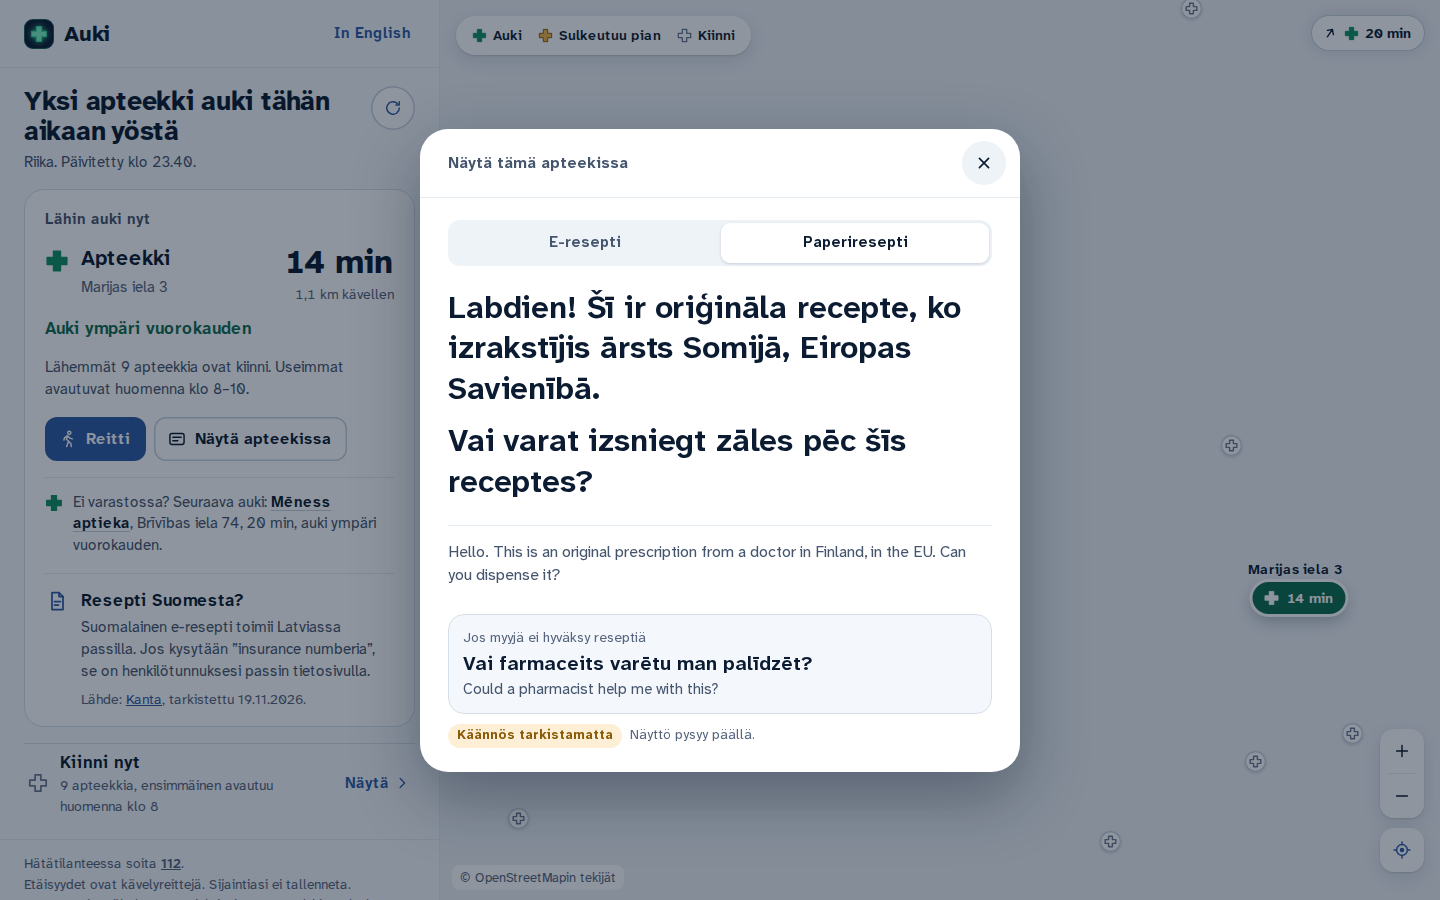 Auki
In English
Yksi apteekki auki tähän
aikaan yöstä
Riika. Päivitetty klo 23.40.
Lähin auki nyt
Apteekki
14 min
Marijas iela 3
1,1 km kävellen
Auki ympäri vuorokauden
Lähemmät 9 apteekkia ovat kiinni. Useimmat
avautuvat huomenna klo 8–10.
Reitti
Näytä apteekissa
Ei varastossa? Seuraava auki: Mēness
aptieka, Brīvības iela 74, 20 min, auki ympäri
vuorokauden.
Resepti Suomesta?
Suomalainen e-resepti toimii Latviassa
passilla. Jos kysytään ”insurance numberia”,
se on henkilötunnuksesi passin tietosivulla.
Lähde: Kanta, tarkistettu 19.11.2026.
Kiinni nyt
9 apteekkia, ensimmäinen avautuu
huomenna klo 8
Näytä
Hätätilanteessa soita 112.
Etäisyydet ovat kävelyreittejä. Sijaintiasi ei tallenneta.
Auki
Sulkeutuu pian
Kiinni
20 min
Näytä tämä apteekissa
E-resepti
Paperiresepti
Labdien! Šī ir oriģināla recepte, ko
izrakstījis ārsts Somijā, Eiropas
Savienībā.
Vai varat izsniegt zāles pēc šīs
receptes?
Hello. This is an original prescription from a doctor in Finland, in the EU. Can
you dispense it?
Jos myyjä ei hyväksy reseptiä
Vai farmaceits varētu man palīdzēt?
Could a pharmacist help me with this?
Käännös tarkistamatta
Näyttö pysyy päällä.
Marijas iela 3
14 min
© OpenStreetMapin tekijät